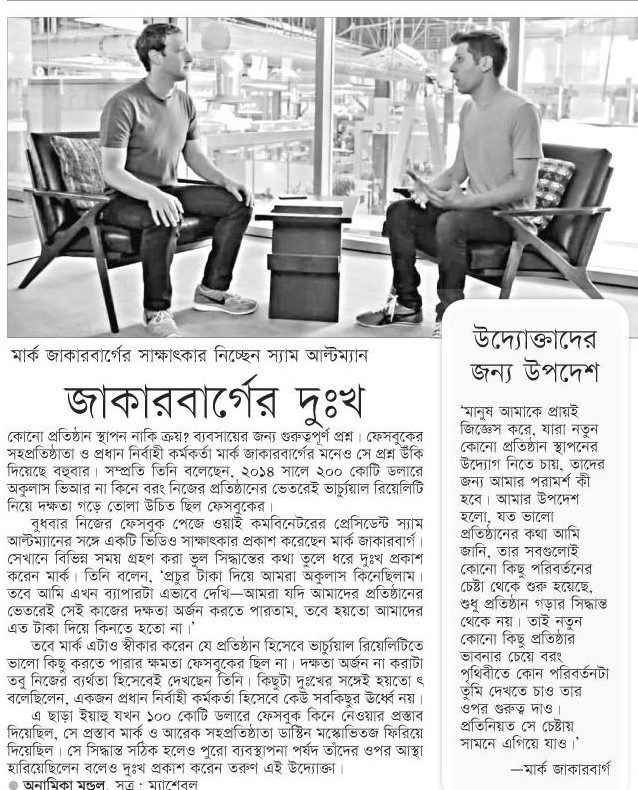 মার্ক জাকারবার্গের সাক্ষাৎকার নিচ্ছেন স্যাম আল্টম্যান
জাকারবার্গের দুঃখ
কোনো প্রতিষ্ঠান স্থাপন নাকি ক্রয়? ব্যবসায়ের জন্য গুরুত্বপূর্ণ প্রশ্ন। ফেসবুকের
সহপ্রতিষ্ঠাতা ও প্রধান নির্বাহী কর্মকর্তা মার্ক জাকারবার্গের মনেও সে প্রশ্ন উঁকি
দিয়েছে বহুবার। সম্প্রতি তিনি বলেছেন, ২০১৪ সালে ২০০ কোটি ডলারে
অকুলাস ভিআর না কিনে বরং নিজের প্রতিষ্ঠানের ভেতরেই ভার্চ্যুয়াল রিয়েলিটি
নিয়ে দক্ষতা গড়ে তোলা উচিত ছিল ফেসবুকের।
বুধবার নিজের ফেসবুক পেজে ওয়াই কমবিনেটরের প্রেসিডেন্ট স্যাম
আল্টম্যানের সঙ্গে একটি ভিডিও সাক্ষাৎকার প্রকাশ করেছেন মার্ক জাকারবার্গ।
সেখানে বিভিন্ন সময় গ্রহণ করা ভুল সিদ্ধান্তের কথা তুলে ধরে দুঃখ প্রকাশ
করেন মার্ক। তিনি বলেন, ‘প্রচুর টাকা দিয়ে আমরা অকুলাস কিনেছিলাম।
তবে আমি এখন ব্যাপারটা এভাবে দেখি—আমরা যদি আমাদের প্রতিষ্ঠানের
ভেতরেই সেই কাজের দক্ষতা অর্জন করতে পারতাম, তবে হয়তো আমাদের
এত টাকা দিয়ে কিনতে হতো না।’
তবে মার্ক এটাও স্বীকার করেন যে প্রতিষ্ঠান হিসেবে ভার্চ্যুয়াল রিয়েলিটিতে
ভালো কিছু করতে পারার ক্ষমতা ফেসবুকের ছিল না। দক্ষতা অর্জন না করাটা
তবু নিজের ব্যর্থতা হিসেবেই দেখছেন তিনি। কিছুটা দুঃখের সঙ্গেই হয়তো ৎ
বলেছিলেন, একজন প্রধান নির্বাহী কর্মকর্তা হিসেবে কেউ সবকিছুর ঊর্ধ্বে নয়।
এ ছাড়া ইয়াহু যখন ১০০ কোটি ডলারে ফেসবুক কিনে নেওয়ার প্রস্তাব
দিয়েছিল, সে প্রস্তাব মার্ক ও আরেক সহপ্রতিষ্ঠাতা ডাস্টিন মস্কোভিতজ ফিরিয়ে
দিয়েছিল। সে সিদ্ধান্ত সঠিক হলেও পুরো ব্যবস্থাপনা পর্ষদ তাঁদের ওপর আস্থা
হারিয়েছিলেন বলেও দুঃখ প্রকাশ করেন তরুণ এই উদ্যোক্তা।
● অনামিকা মন্ডল, সূত্র : ম্যাশেবল
উদ্যোক্তাদের
জন্য উপদেশ
‘মানুষ আমাকে প্রায়ই
জিজ্ঞেস করে, যারা নতুন
কোনো প্রতিষ্ঠান স্থাপনের
উদ্যোগ নিতে চায়, তাদের
জন্য আমার পরামর্শ কী
হবে। আমার উপদেশ
হলো, যত ভালো
প্রতিষ্ঠানের কথা আমি
জানি, তার সবগুলোই
কোনো কিছু পরিবর্তনের
চেষ্টা থেকে শুরু হয়েছে,
শুধু প্রতিষ্ঠান গড়ার সিদ্ধান্ত
থেকে নয়। তাই নতুন
কোনো কিছু প্রতিষ্ঠার
ভাবনার চেয়ে বরং
পৃথিবীতে কোন পরিবর্তনটা
তুমি দেখতে চাও তার
ওপর গুরুত্ব দাও।
প্রতিনিয়ত সে চেষ্টায়
সামনে এগিয়ে যাও।’
—মার্ক জাকারবার্গ